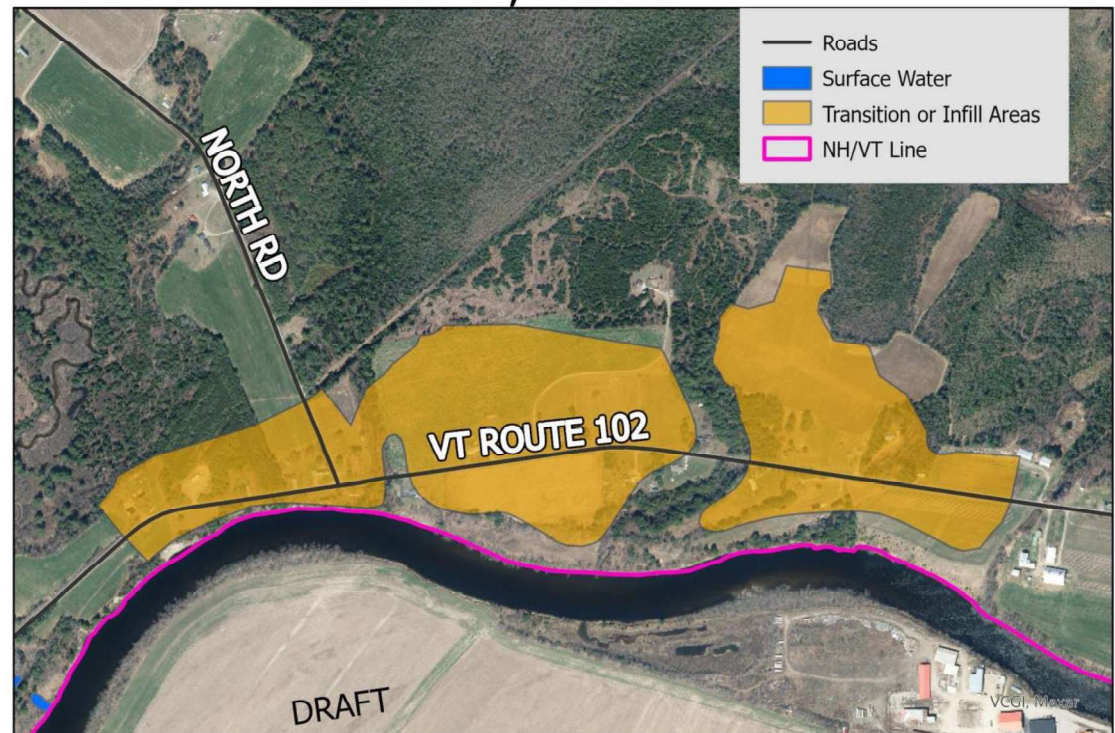 Roads
Surface Water
Transition or Infill Areas
NH/VT Line
NORTH RD
VT ROUTE 102
DRAFT
VCGI, Maxar